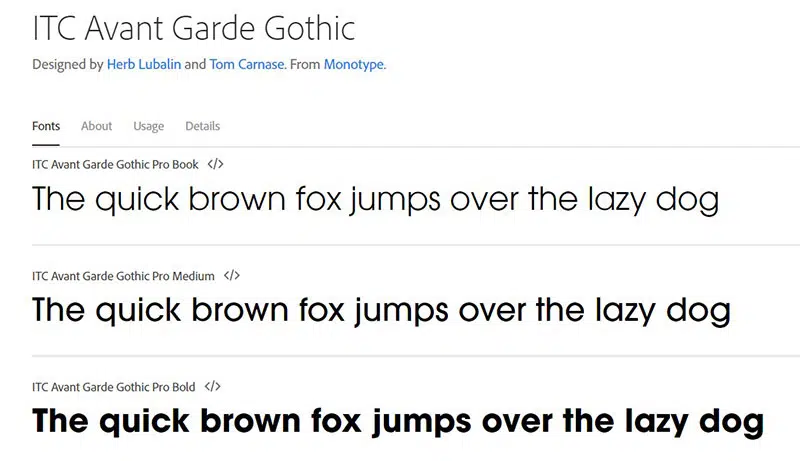 ITC Avant Garde Gothic
Designed by Herb Lubalin and Tom Carnase. From Monotype.
Fonts About Usage Details
ITC Avant Garde Gothic Pro Book </>
The quick brown fox jumps over the lazy dog
ITC Avant Garde Gothic Pro Medium </>
The quick brown fox jumps over the lazy dog
ITC Avant Garde Gothic Pro Bold </>
The quick brown fox jumps over the lazy dog